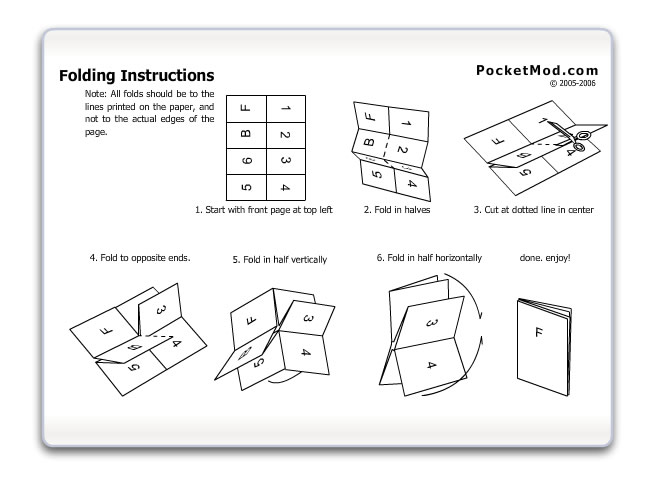 Folding Instructions
PocketMod.com
© 2005-2006
Note: All folds should be to the
lines printed on the paper, and
not to the actual edges of the
page.
F 1
B 2
6 3
5 4
1. Start with front page at top left
F 1
B 2
5 4
2. Fold in halves
1
F
6
5 4
3. Cut at dotted line in center
4. Fold to opposite ends.
5. Fold in half vertically
6. Fold in half horizontally
done. enjoy!
F 3
6 4
5
F 3
4
5
3
4
F